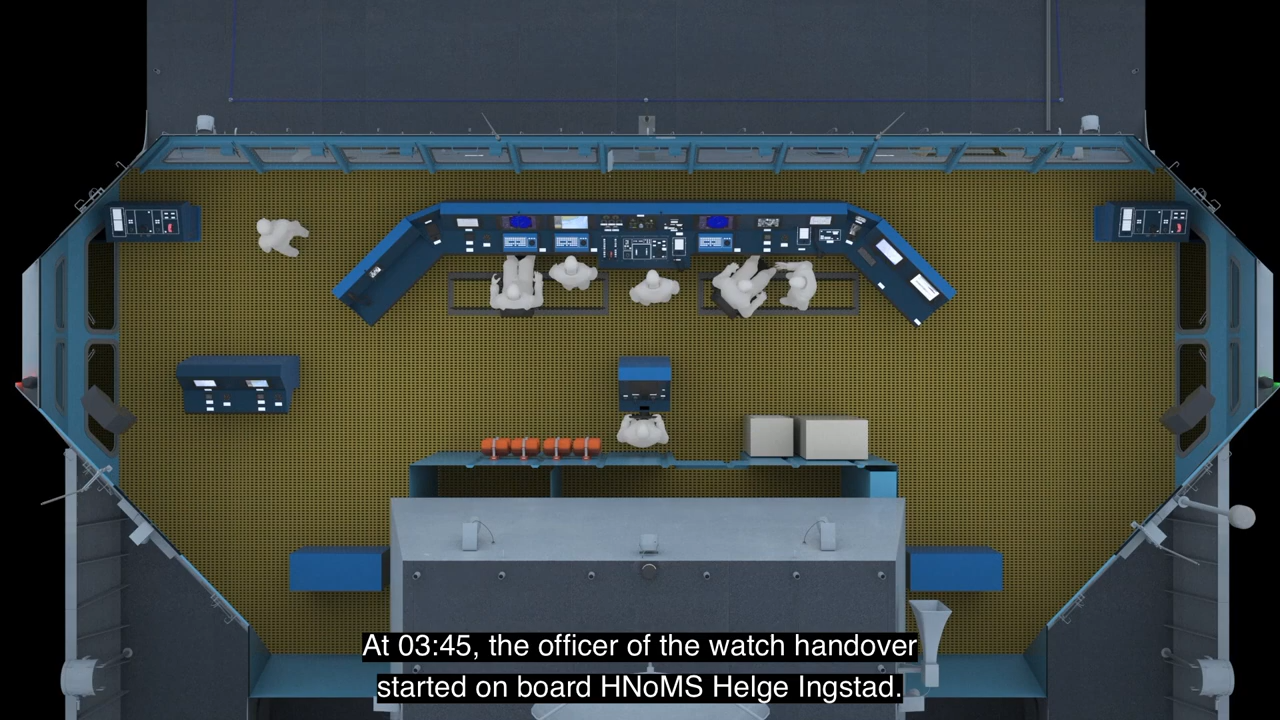 At 03:45, the officer of the watch handover
started on board HNoMS Helge Ingstad.